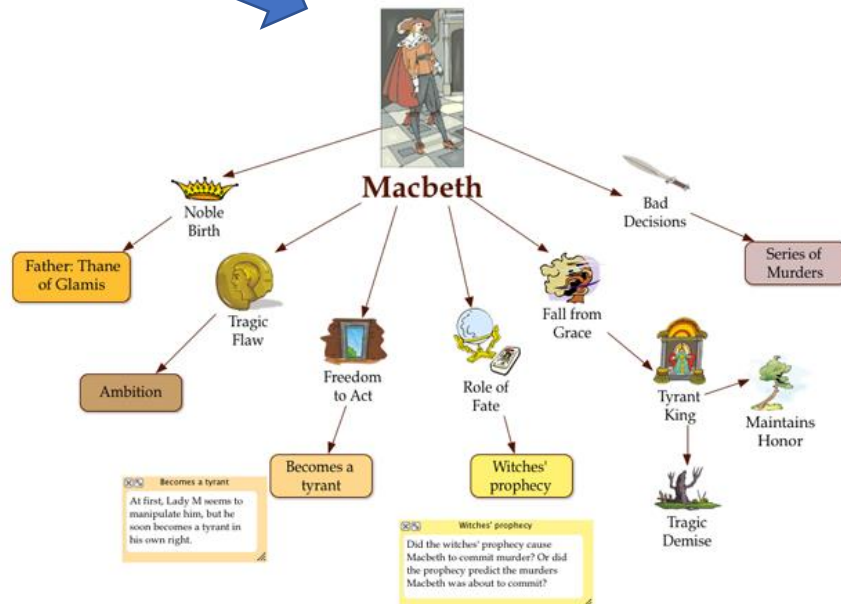 Macbeth
Noble
Birth
Bad
Decisions
Father: Thane
of Glamis
Series of
Murders
Tragic
Flaw
Fall from
Grace
Freedom
to Act
Role of
Fate
Ambition
Tyrant
King
Maintains
Honor
Becomes a
tyrant
Witches'
prophecy
Becomes a tyrant
At first, Lady M seems to
manipulate him, but he
soon becomes a tyrant in
his own right.
Tragic
Demise
Witches' prophecy
Did the witches' prophecy cause
Macbeth to commit murder? Or did
the prophecy predict the murders
Macbeth was about to commit?